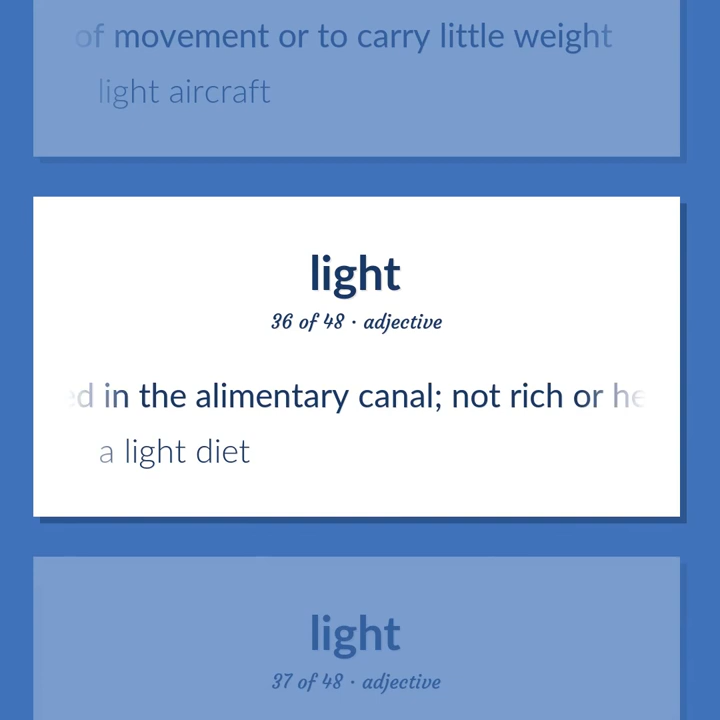 of movement or to carry little weight
light aircraft
light
36 of 48 · adjective
in the alimentary canal; not rich or
a light diet
light
37 of 48 · adjective